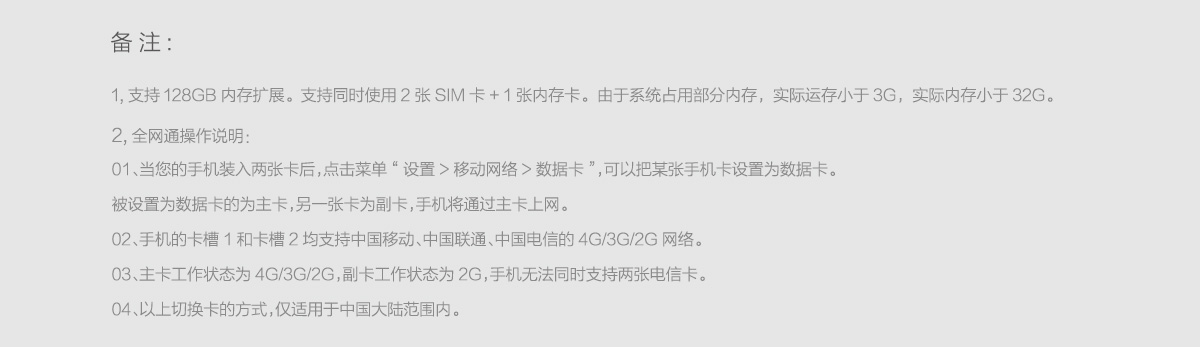 备注：
1, 支持 128GB 内存扩展。支持同时使用 2 张 SIM 卡 + 1 张内存卡。由于系统占用部分内存，实际运存小于 3G，实际内存小于 32G。
2, 全网通操作说明：
01、当您的手机装入两张卡后,点击菜单 “ 设置 > 移动网络 > 数据卡 ”,可以把某张手机卡设置为数据卡。
被设置为数据卡的为主卡,另一张卡为副卡,手机将通过主卡上网。
02、手机的卡槽 1 和卡槽 2 均支持中国移动、中国联通、中国电信的 4G/3G/2G 网络。
03、主卡工作状态为 4G/3G/2G,副卡工作状态为 2G,手机无法同时支持两张电信卡。
04、以上切换卡的方式,仅适用于中国大陆范围内。